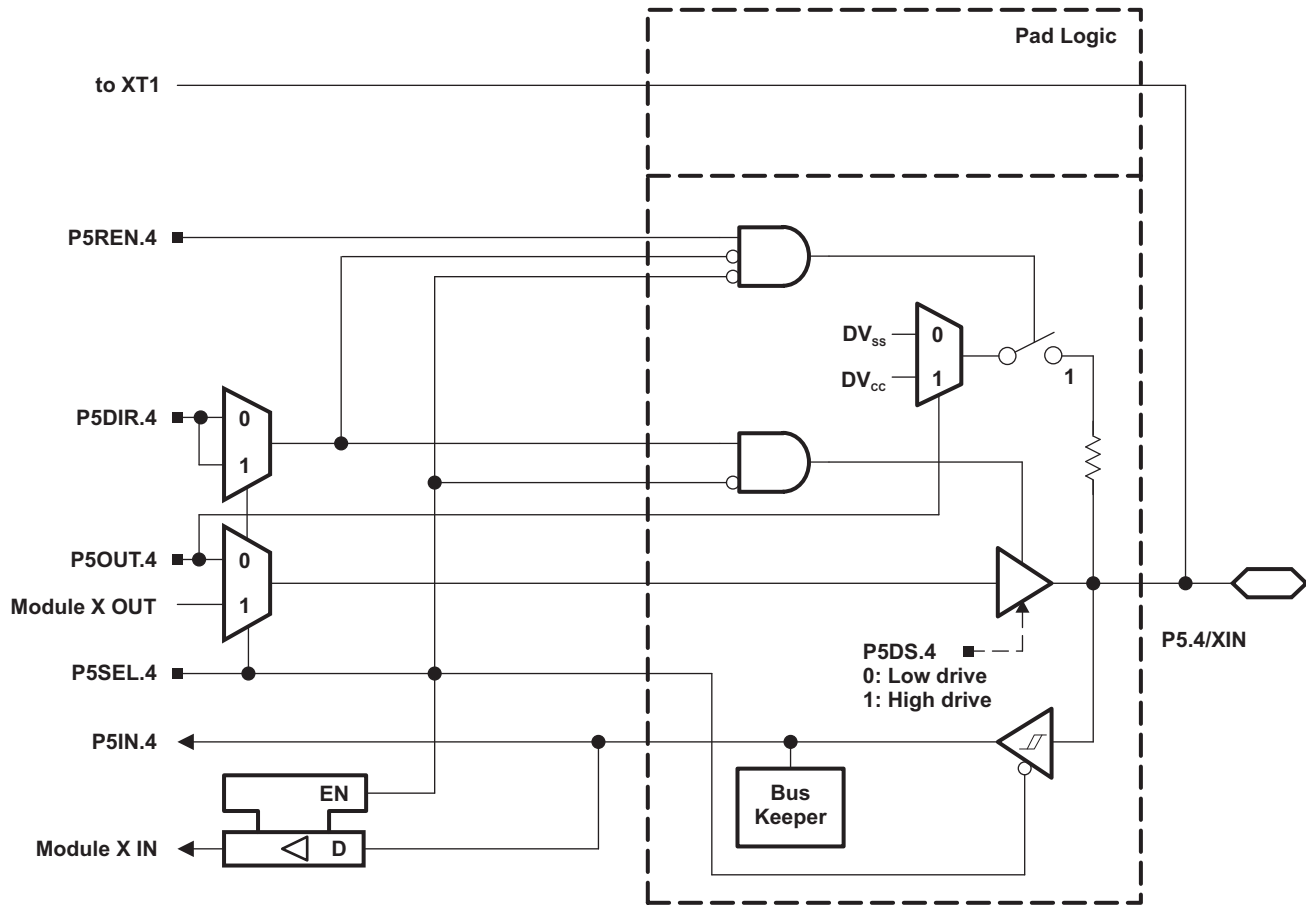 Pad Logic
to XT1
P5REN.4
DVSS
0
DVCC
1
1
P5DIR.4
0
1
P5OUT.4
0
Module X OUT
1
P5SEL.4
P5DS.4
0: Low drive
1: High drive
P5.4/XIN
P5IN.4
EN
Bus
Keeper
Module X IN
D